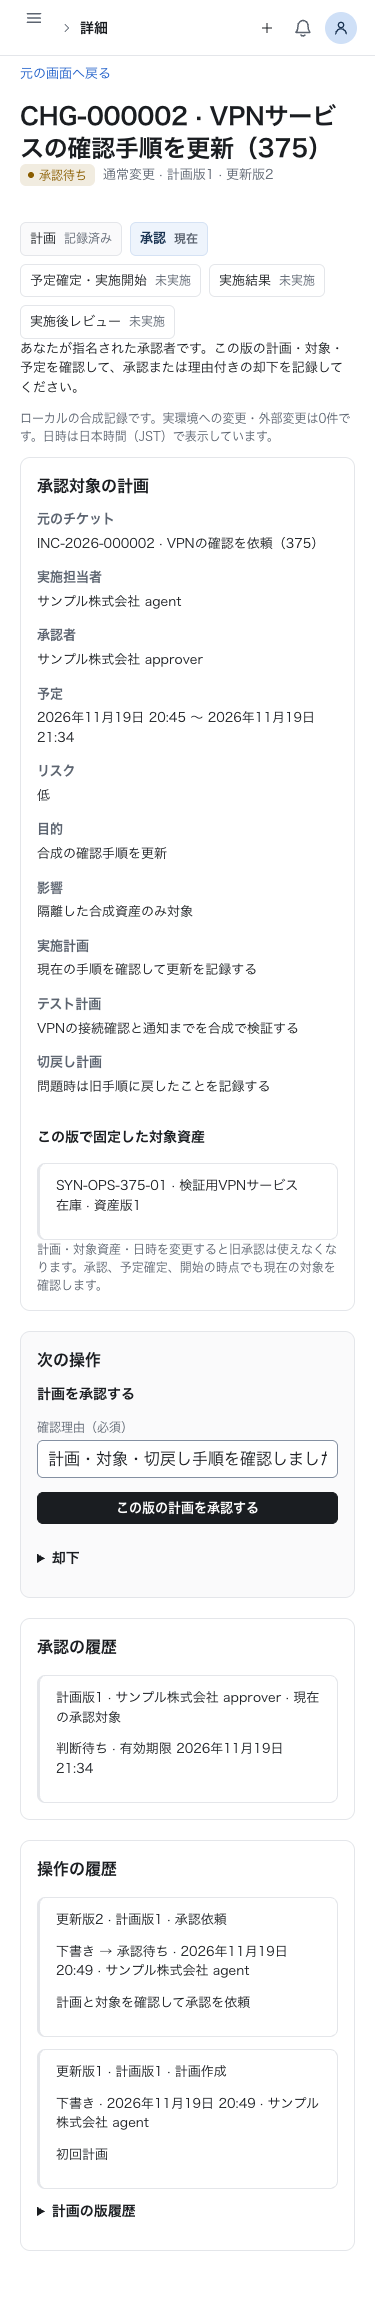 詳細
元の画面へ戻る
CHG-000002 · VPNサービ
スの確認手順を更新（375）
承認待ち 通常変更 · 計画版1 · 更新版2
計画 記録済み 承認 現在
予定確定・実施開始 未実施 実施結果 未実施
実施後レビュー 未実施
あなたが指名された承認者です。この版の計画・対象・
予定を確認して、承認または理由付きの却下を記録して
ください。
ローカルの合成記録です。実環境への変更・外部変更は0件で
す。日時は日本時間（JST）で表示しています。
承認対象の計画
元のチケット
INC-2026-000002 · VPNの確認を依頼（375）
実施担当者
サンプル株式会社 agent
承認者
サンプル株式会社 approver
予定
2026年11月19日 20:45 〜 2026年11月19日
21:34
リスク
低
目的
合成の確認手順を更新
影響
隔離した合成資産のみ対象
実施計画
現在の手順を確認して更新を記録する
テスト計画
VPNの接続確認と通知までを合成で検証する
切戻し計画
問題時は旧手順に戻したことを記録する
この版で固定した対象資産
SYN-OPS-375-01 · 検証用VPNサービス
在庫 · 資産版1
計画・対象資産・日時を変更すると旧承認は使えなくな
ります。承認、予定確定、開始の時点でも現在の対象を
確認します。
次の操作
計画を承認する
確認理由（必須）
計画・対象・切戻し手順を確認しました
この版の計画を承認する
▶ 却下
承認の履歴
計画版1 · サンプル株式会社 approver · 現在
の承認対象
判断待ち · 有効期限 2026年11月19日
21:34
操作の履歴
更新版2 · 計画版1 · 承認依頼
下書き → 承認待ち · 2026年11月19日
20:49 · サンプル株式会社 agent
計画と対象を確認して承認を依頼
更新版1 · 計画版1 · 計画作成
下書き · 2026年11月19日 20:49 · サンプル
株式会社 agent
初回計画
▶ 計画の版履歴